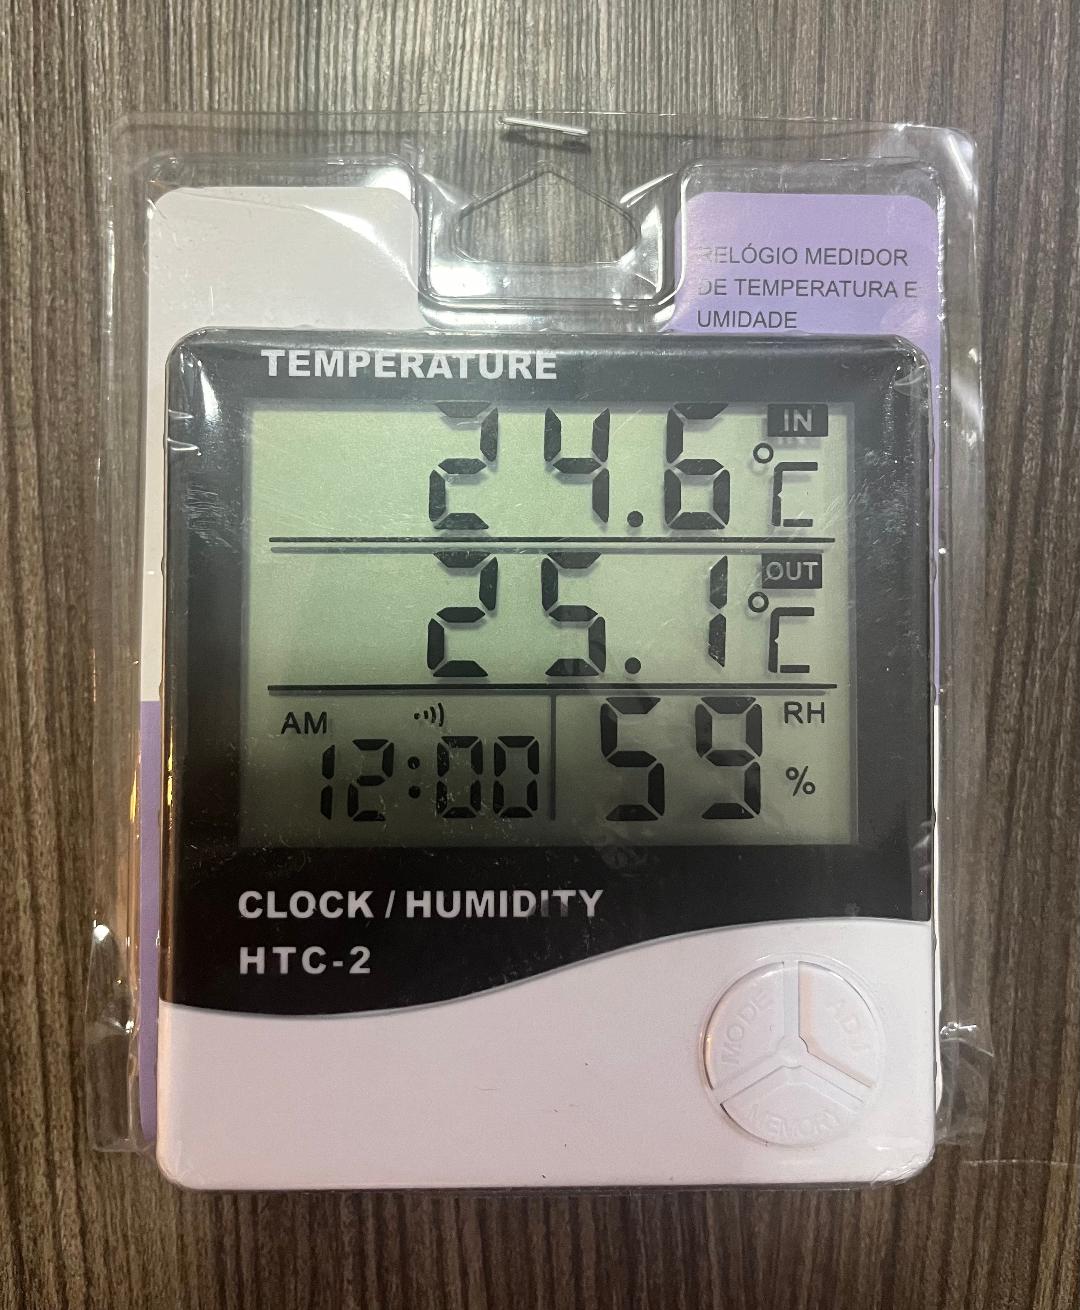 RELÓGIO MEDIDOR
DE TEMPERATURA E
UMIDADE
TEMPERATURE
IN
24.6 °C
OUT
25.1 °C
AM
12:00
59 RH %
CLOCK / HUMIDITY
HTC-2
MODE
ADJ
MEMORY